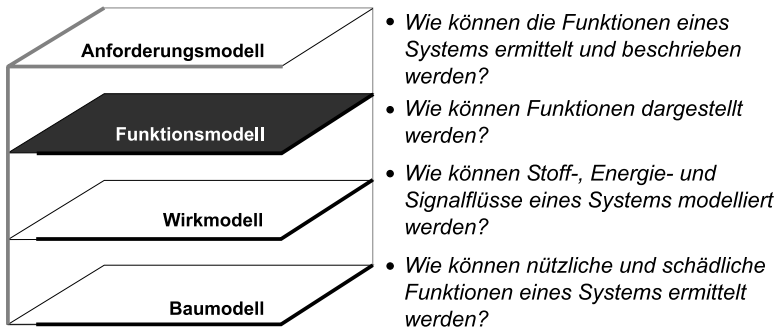 Anforderungsmodell
Funktionsmodell
Wirkmodell
Baumodell
• Wie können die Funktionen eines
Systems ermittelt und beschrieben
werden?
• Wie können Funktionen dargestellt
werden?
• Wie können Stoff-, Energie- und
Signalflüsse eines Systems modelliert
werden?
• Wie können nützliche und schädliche
Funktionen eines Systems ermittelt
werden?